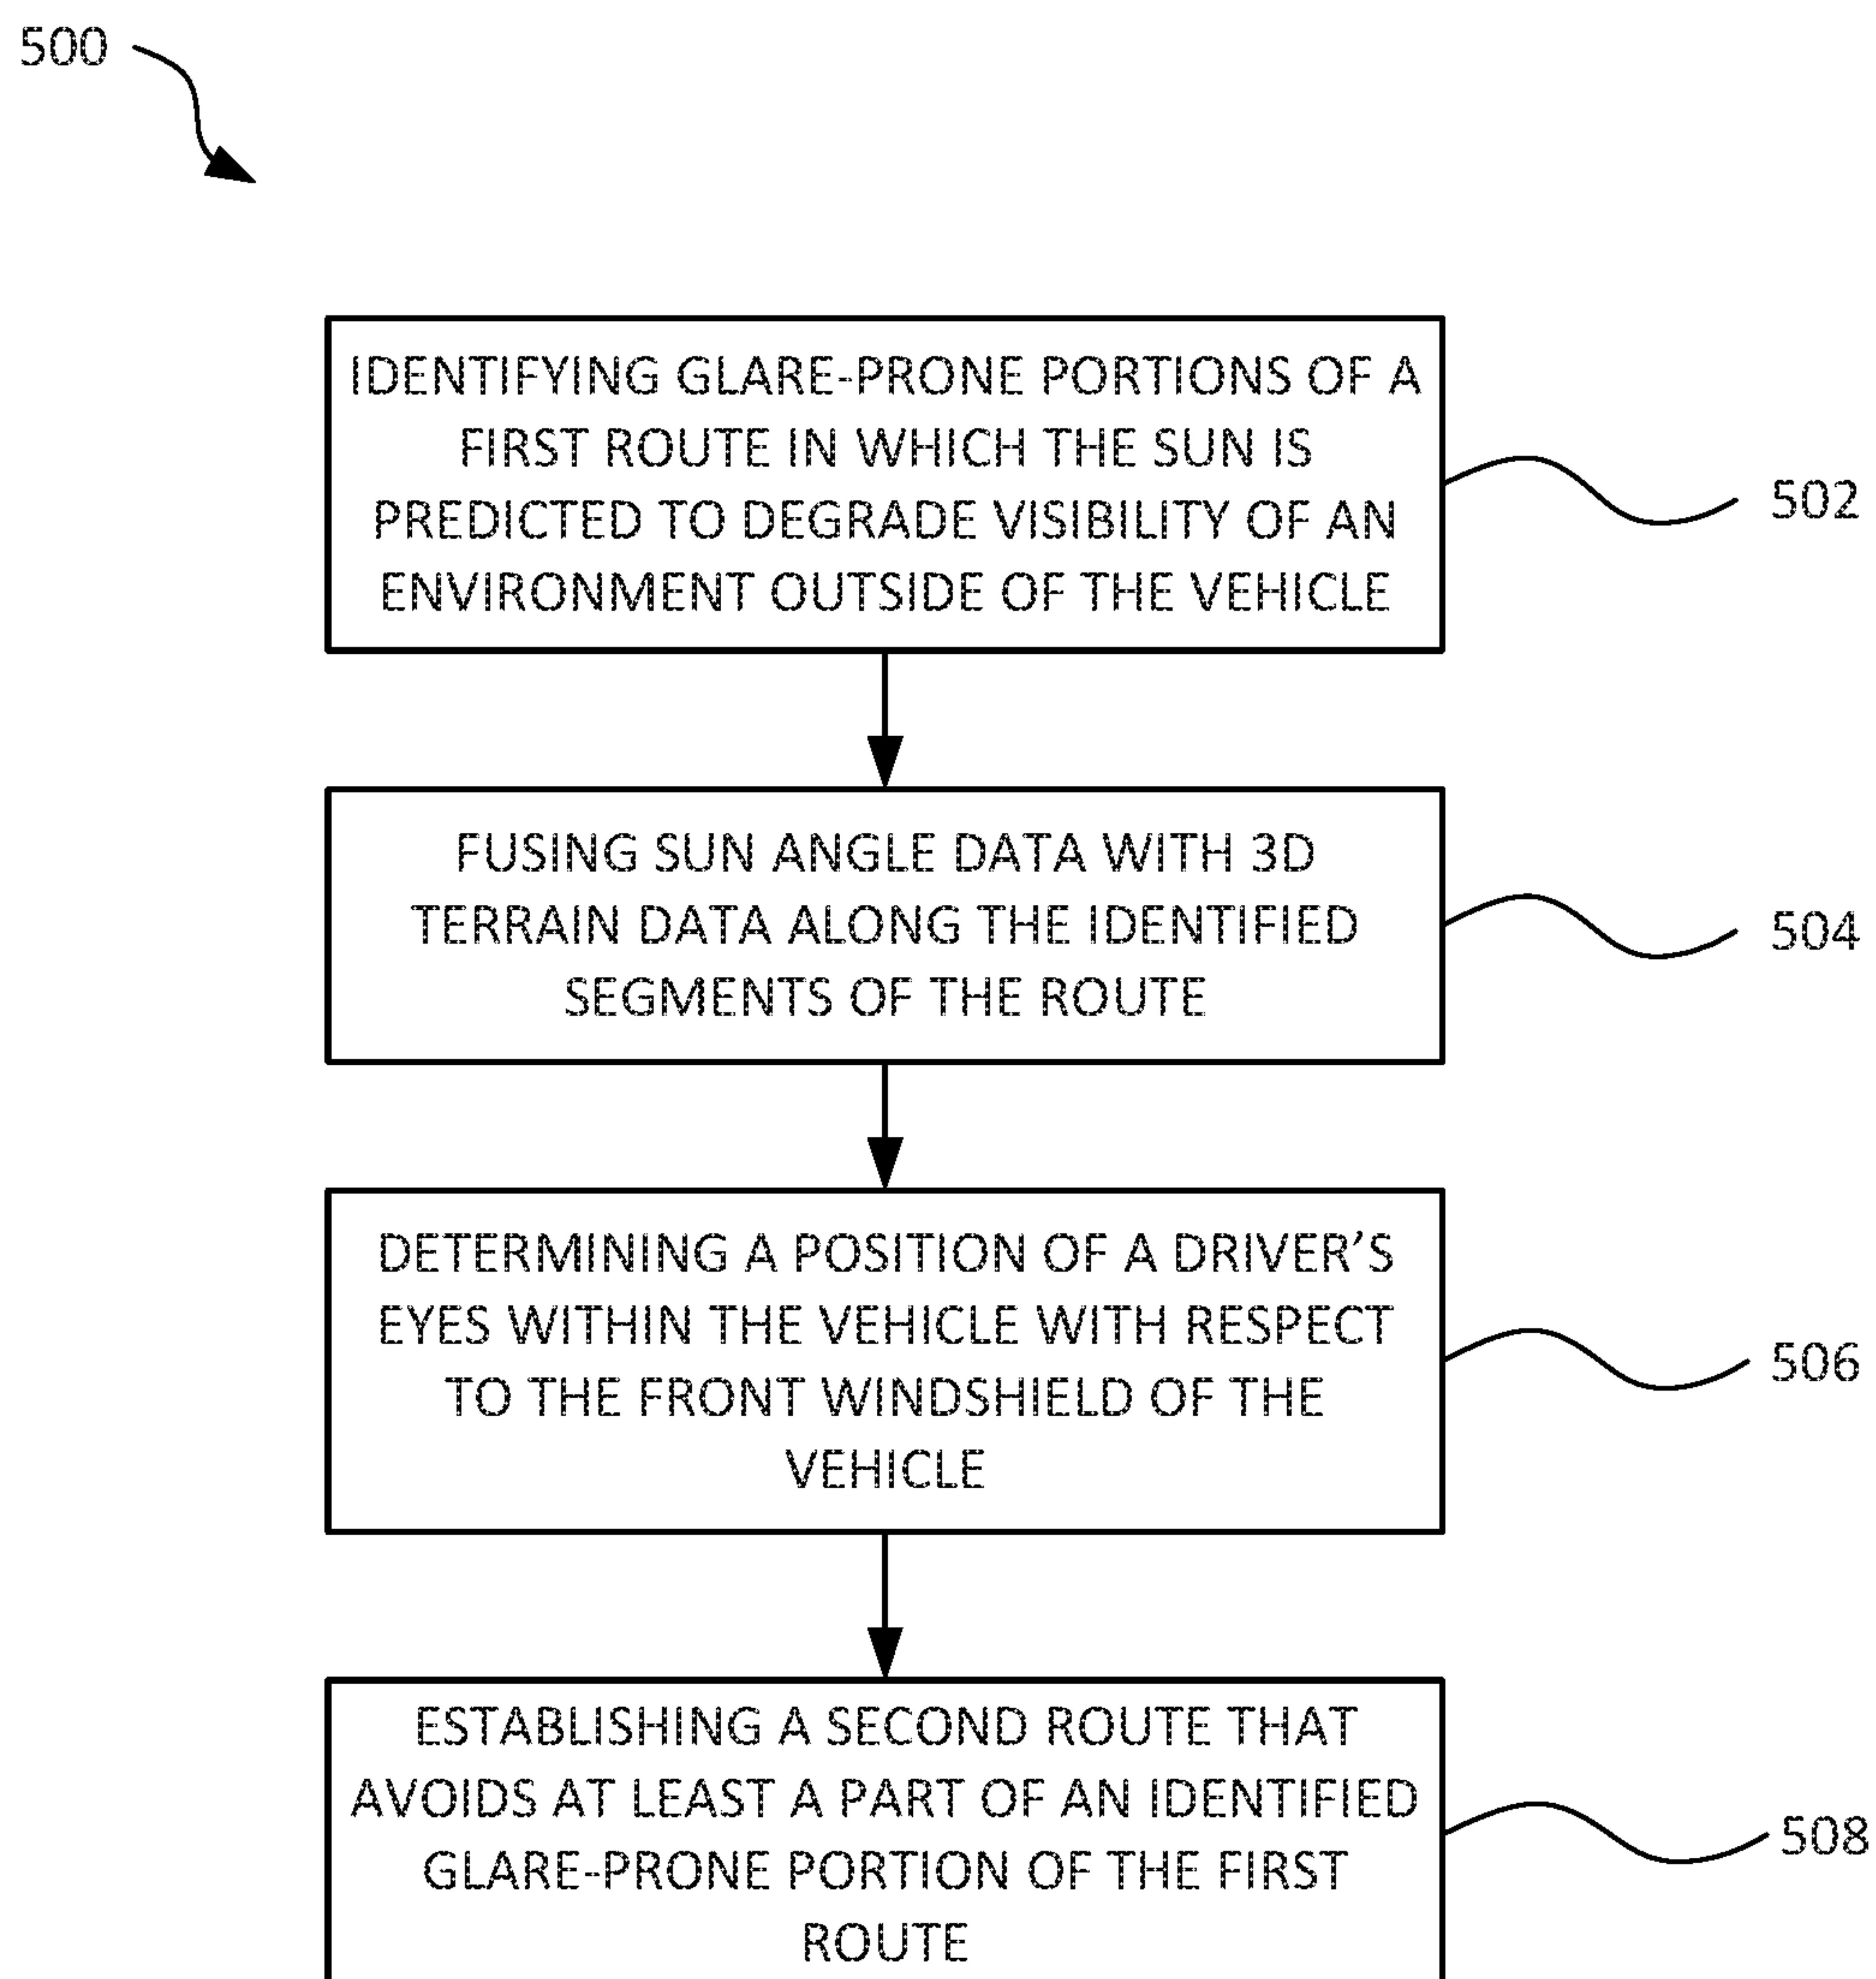 500
IDENTIFYING GLARE-PRONE PORTIONS OF A
FIRST ROUTE IN WHICH THE SUN IS
PREDICTED TO DEGRADE VISIBILITY OF AN
ENVIRONMENT OUTSIDE OF THE VEHICLE
502
FUSING SUN ANGLE DATA WITH 3D
TERRAIN DATA ALONG THE IDENTIFIED
SEGMENTS OF THE ROUTE
504
DETERMINING A POSITION OF A DRIVER'S
EYES WITHIN THE VEHICLE WITH RESPECT
TO THE FRONT WINDSHIELD OF THE
VEHICLE
506
ESTABLISHING A SECOND ROUTE THAT
AVOIDS AT LEAST A PART OF AN IDENTIFIED
GLARE-PRONE PORTION OF THE FIRST
ROUTE
508